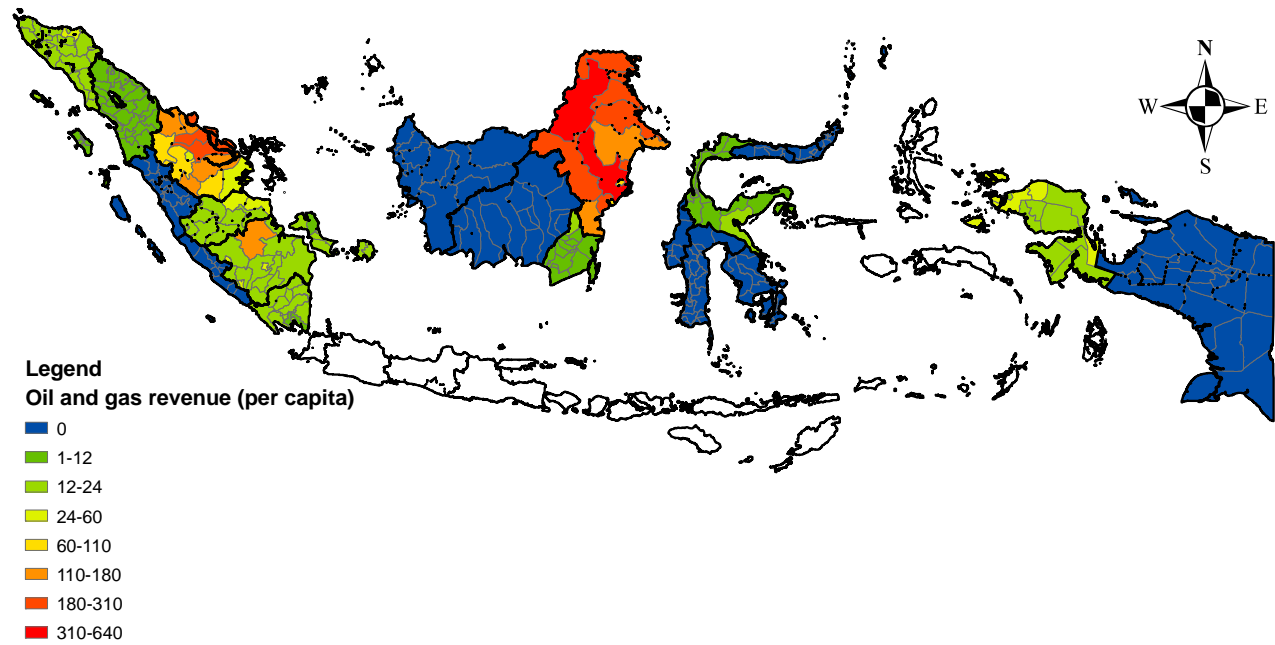 N
W E
S
Legend
Oil and gas revenue (per capita)
0
1-12
12-24
24-60
60-110
110-180
180-310
310-640